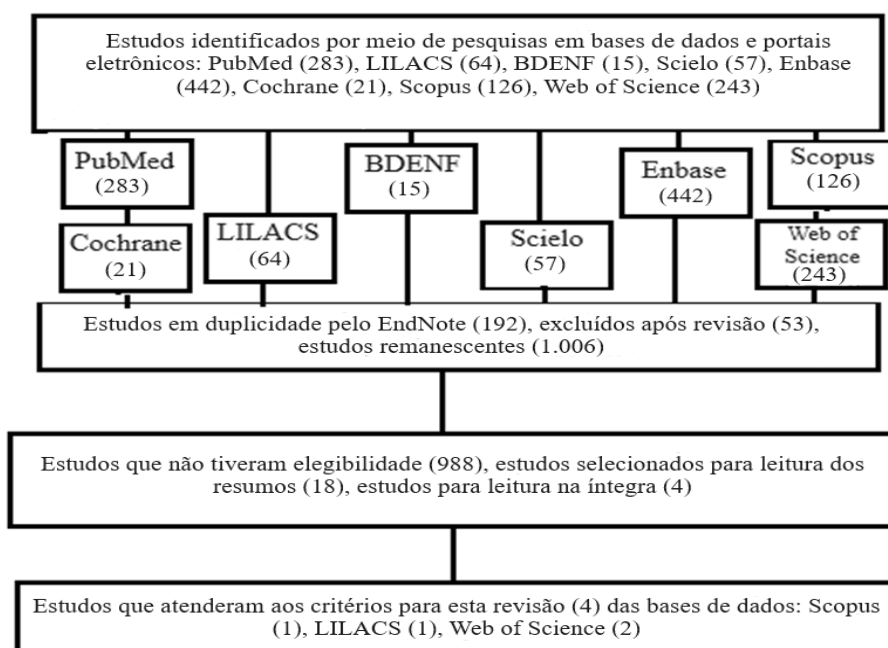 Estudos identificados por meio de pesquisas em bases de dados e portais
eletrônicos: PubMed (283), LILACS (64), BDENF (15), Scielo (57), Enbase
(442), Cochrane (21), Scopus (126), Web of Science (243)
PubMed
(283)
BDENF
(15)
Enbase
(442)
Scopus
(126)
Cochrane
(21)
LILACS
(64)
Scielo
(57)
Web of
Science
(243)
Estudos em duplicidade pelo EndNote (192), excluídos após revisão (53),
estudos remanescentes (1.006)
Estudos que não tiveram elegibilidade (988), estudos selecionados para leitura dos
resumos (18), estudos para leitura na íntegra (4)
Estudos que atenderam aos critérios para esta revisão (4) das bases de dados: Scopus
(1), LILACS (1), Web of Science (2)